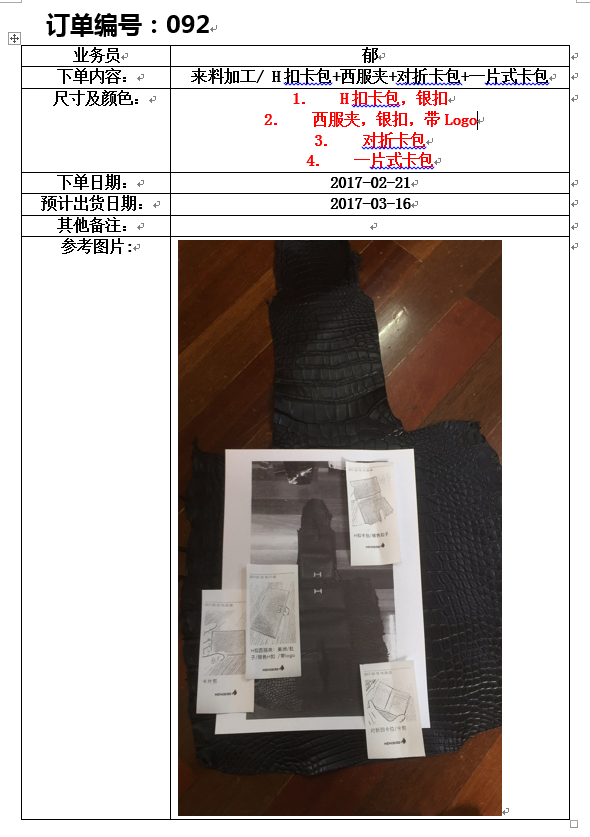 订单编号：092
业务员
郁
下单内容：
来料加工/ H扣卡包+西服夹+对折卡包+一片式卡包
尺寸及颜色：
1. H扣卡包，银扣
2. 西服夹，银扣，带Logo
3. 对折卡包
4. 一片式卡包
下单日期：
2017-02-21
预计出货日期：
2017-03-16
其他备注：
参考图片: